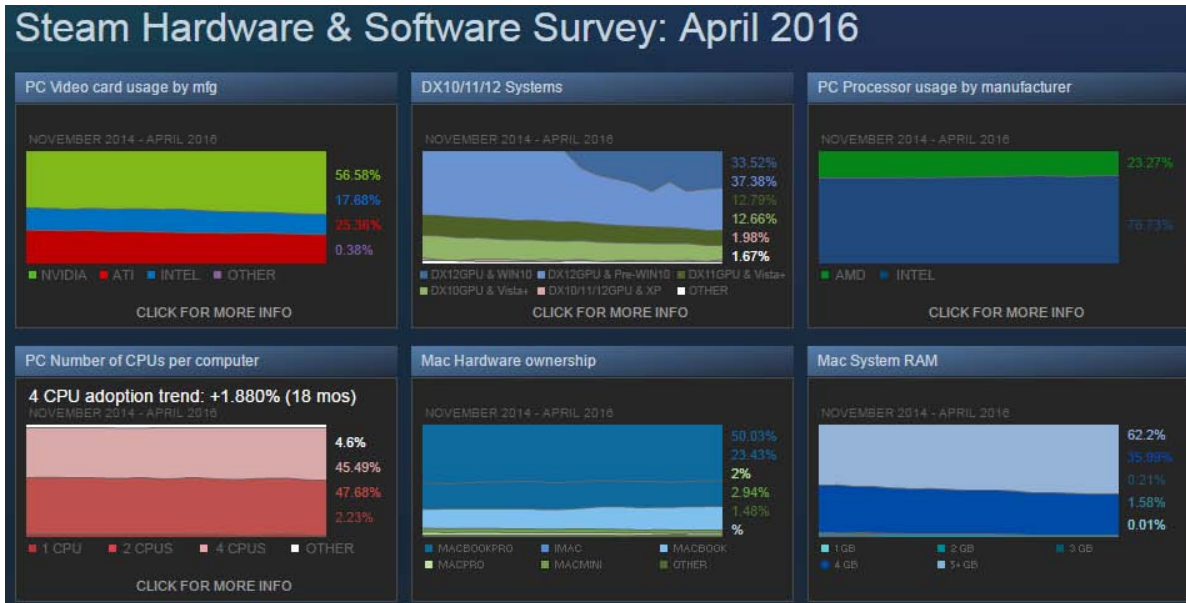 Steam Hardware & Software Survey: April 2016
PC Video card usage by mfg
NOVEMBER 2014 - APRIL 2016
56.58%
17.68%
25.36%
0.38%
NVIDIA ATI INTEL OTHER
CLICK FOR MORE INFO
DX10/11/12 Systems
NOVEMBER 2014 - APRIL 2016
33.52%
37.38%
12.79%
12.66%
1.98%
1.67%
DX12GPU & WIN10 DX12GPU & Pre-WIN10 DX11GPU & Vista+
DX10GPU & Vista+ DX10/11/12GPU & XP OTHER
CLICK FOR MORE INFO
PC Processor usage by manufacturer
NOVEMBER 2014 - APRIL 2016
23.27%
76.73%
AMD INTEL
CLICK FOR MORE INFO
PC Number of CPUs per computer
4 CPU adoption trend: +1.880% (18 mos)
NOVEMBER 2014 - APRIL 2016
4.6%
45.49%
47.68%
2.23%
1 CPU 2 CPUS 4 CPUS OTHER
CLICK FOR MORE INFO
Mac Hardware ownership
NOVEMBER 2014 - APRIL 2016
50.03%
23.43%
2%
2.94%
1.48%
%
MACBOOKPRO IMAC MACBOOK
MACPRO MACMINI OTHER
Mac System RAM
NOVEMBER 2014 - APRIL 2016
62.2%
35.99%
0.21%
1.58%
0.01%
1 GB 2 GB 3 GB
4 GB 5+ GB